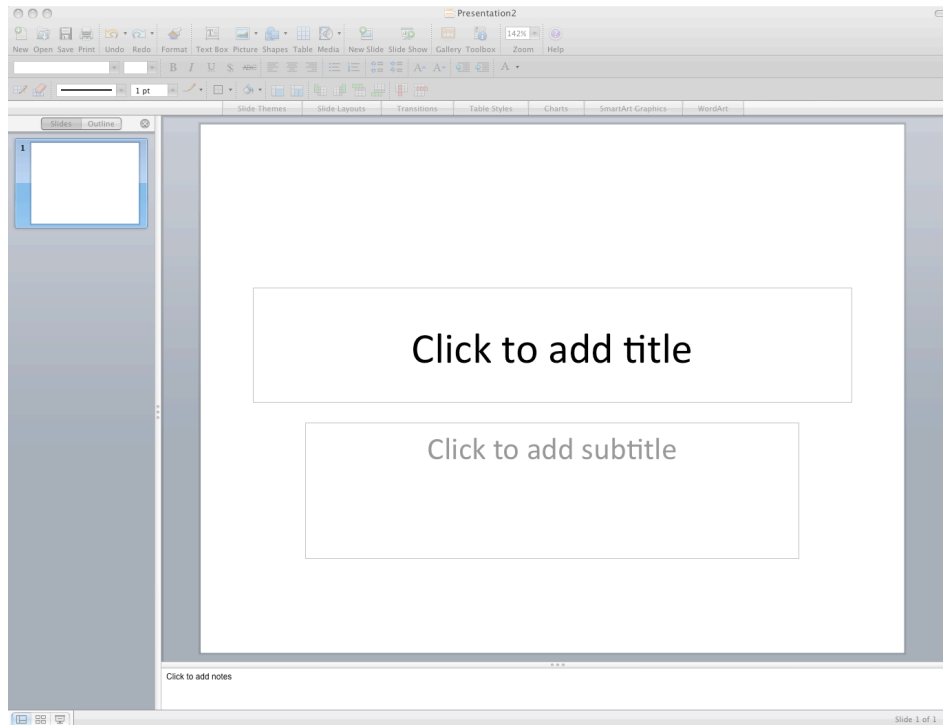 Presentation2
142%
New Open Save Print Undo Redo Format Text Box Picture Shapes Table Media New Slide Slide Show Gallery Toolbox Zoom Help
B I U S ABC A A A
1 pt
Slide Themes Slide Layouts Transitions Table Styles Charts SmartArt Graphics WordArt
Slides Outline
1
Click to add title
Click to add subtitle
Click to add notes
Slide 1 of 1